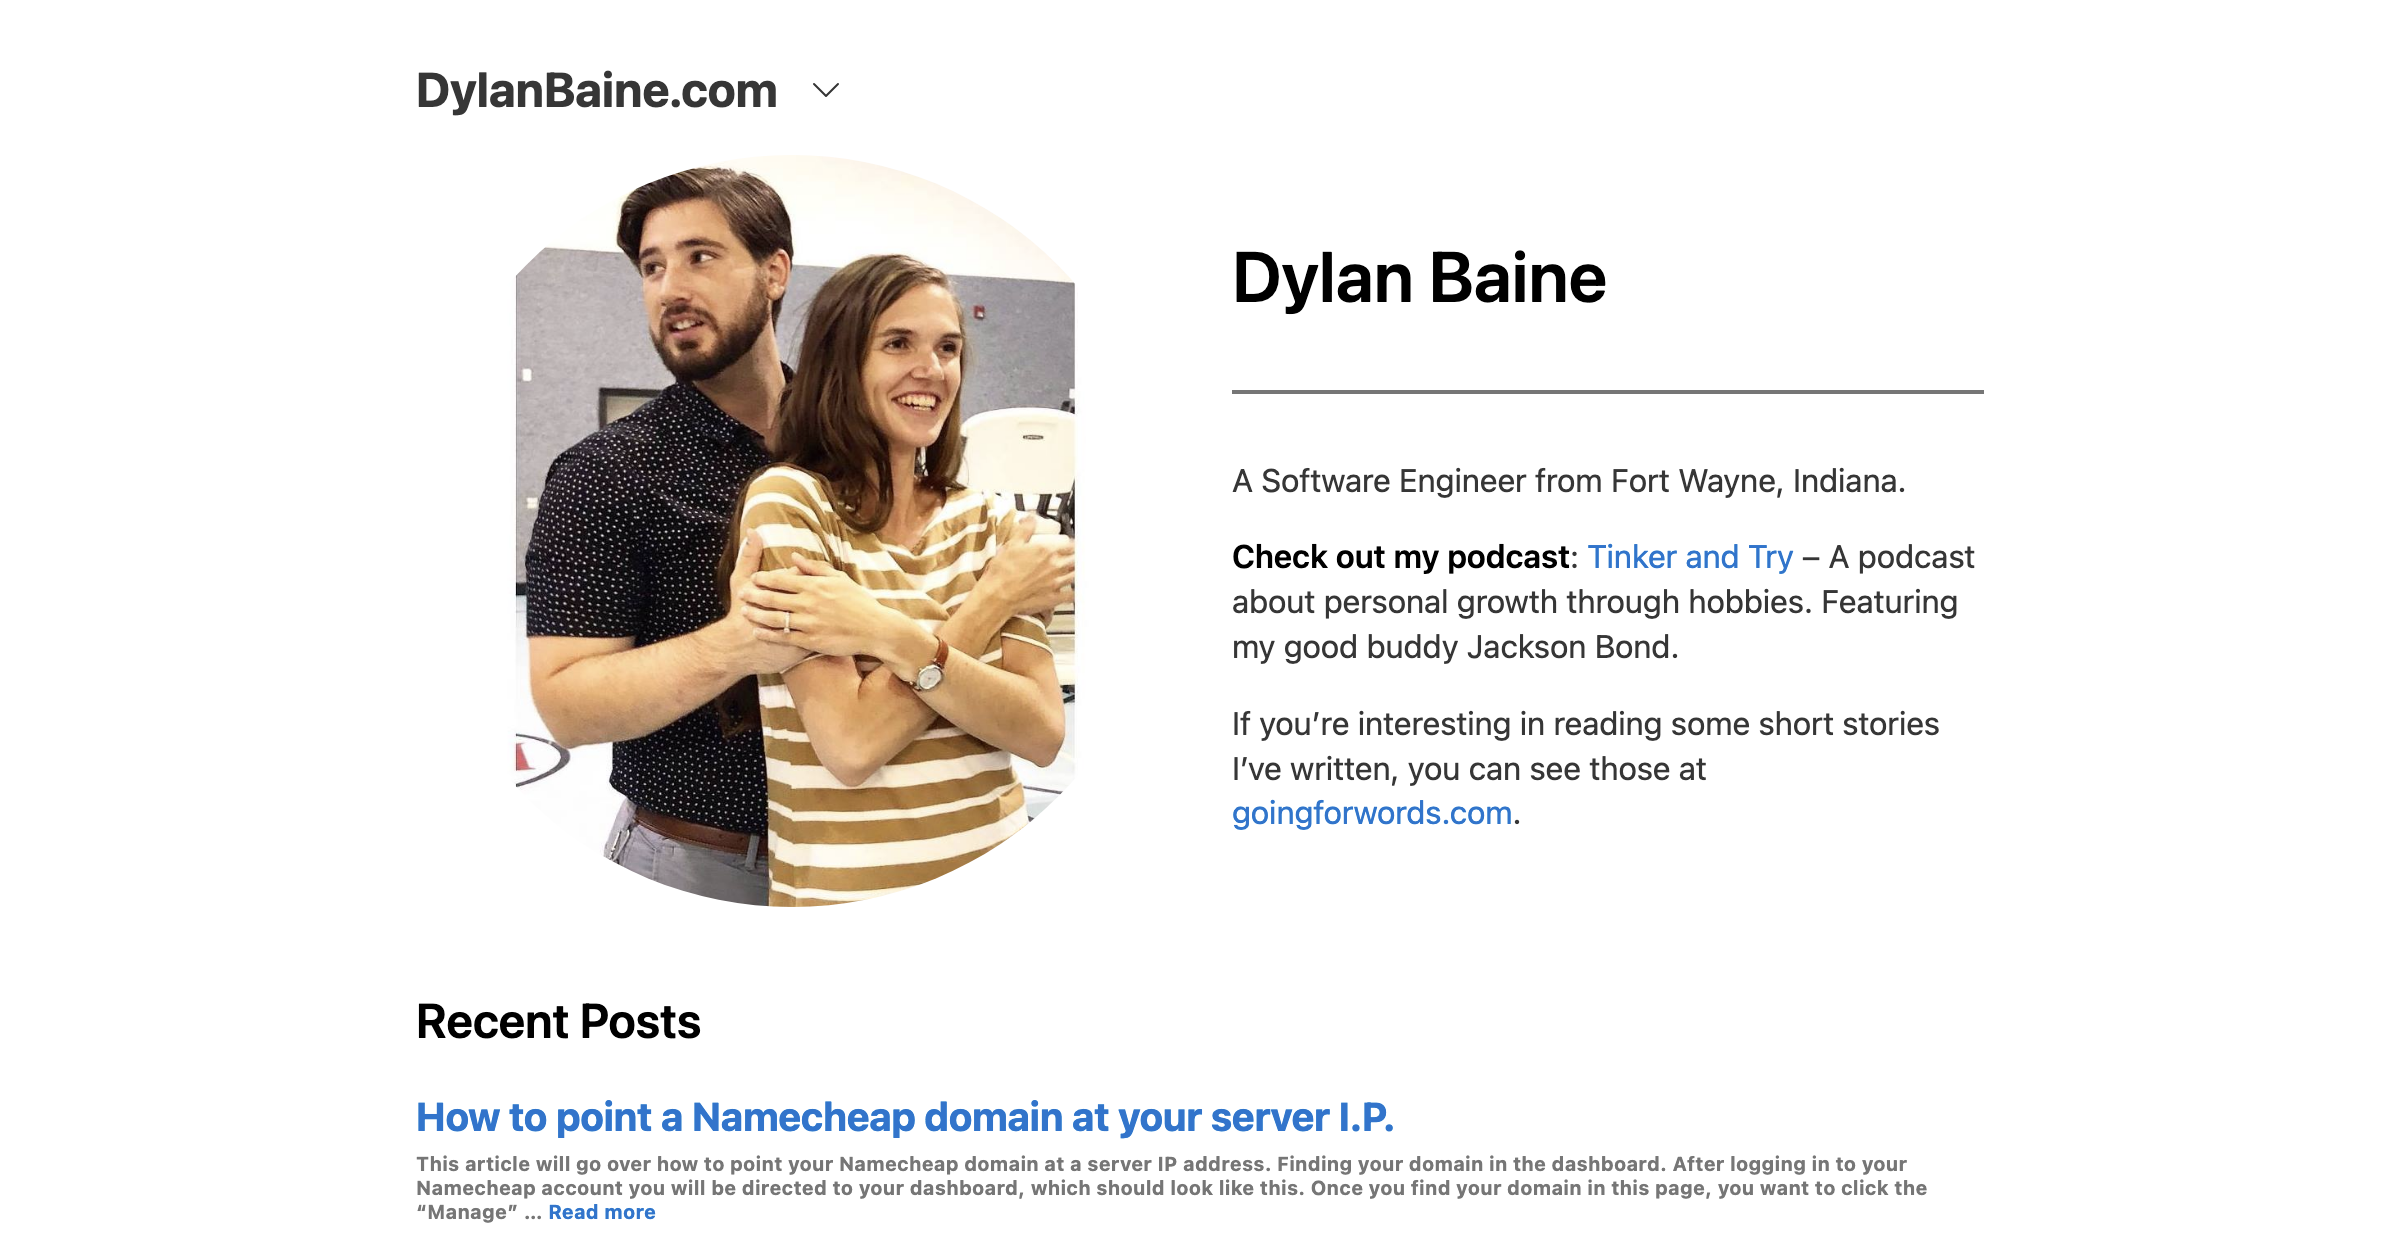 DylanBaine.com
Dylan Baine
A Software Engineer from Fort Wayne, Indiana.
Check out my podcast: Tinker and Try – A podcast
about personal growth through hobbies. Featuring
my good buddy Jackson Bond.
If you’re interesting in reading some short stories
I’ve written, you can see those at
goingforwords.com.
Recent Posts
How to point a Namecheap domain at your server I.P.
This article will go over how to point your Namecheap domain at a server IP address. Finding your domain in the dashboard. After logging in to your
Namecheap account you will be directed to your dashboard, which should look like this. Once you find your domain in this page, you want to click the
“Manage” ... Read more